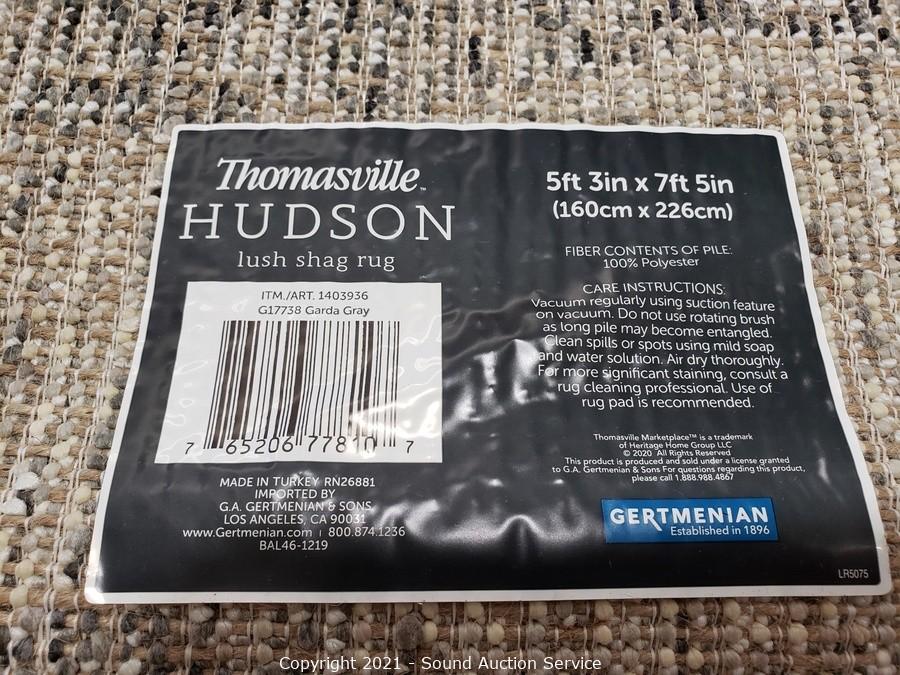 Thomasville™
HUDSON
lush shag rug
ITM./ART. 1403936
G17738 Garda Gray
7 65206 77810 7
MADE IN TURKEY RN26881
IMPORTED BY
G.A. GERTMENIAN & SONS
LOS ANGELES, CA 90031
www.Gertmenian.com | 800.874.1236
BAL46-1219
5ft 3in x 7ft 5in
(160cm x 226cm)
FIBER CONTENTS OF PILE:
100% Polyester
CARE INSTRUCTIONS:
Vacuum regularly using suction feature
on vacuum. Do not use rotating brush
as long pile may become entangled.
Clean spills or spots using mild soap
and water solution. Air dry thoroughly.
For more significant staining, consult a
rug cleaning professional. Use of
rug pad is recommended.
Thomasville Marketplace™ is a trademark
of Heritage Home Group LLC
© 2020 All Rights Reserved
This product is produced and sold under a license granted
to G.A. Gertmenian & Sons For questions regarding this product,
please call 1.888.988.4867
GERTMENIAN
Established in 1896
LR5075
Copyright 2021 - Sound Auction Service